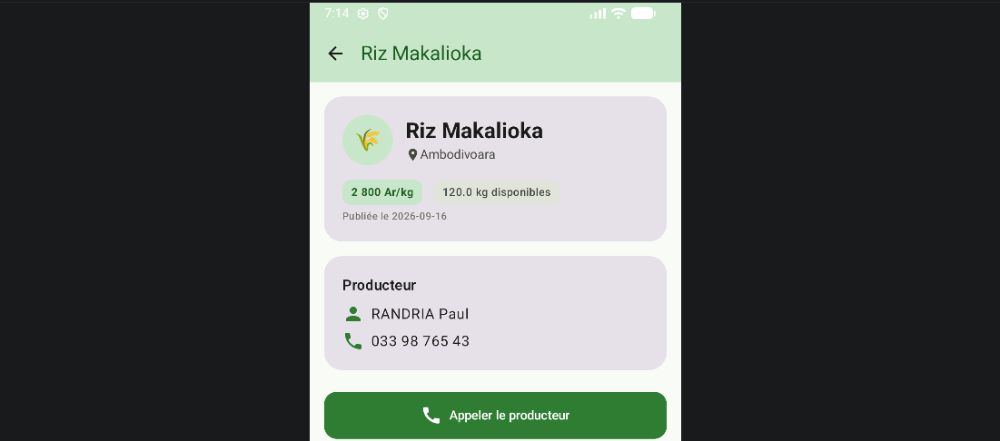 7:14
Riz Makalioka
Riz Makalioka
Ambodivoara
2 800 Ar/kg
120.0 kg disponibles
Publiée le 2026-09-16
Producteur
RANDRIA Paul
033 98 765 43
Appeler le producteur